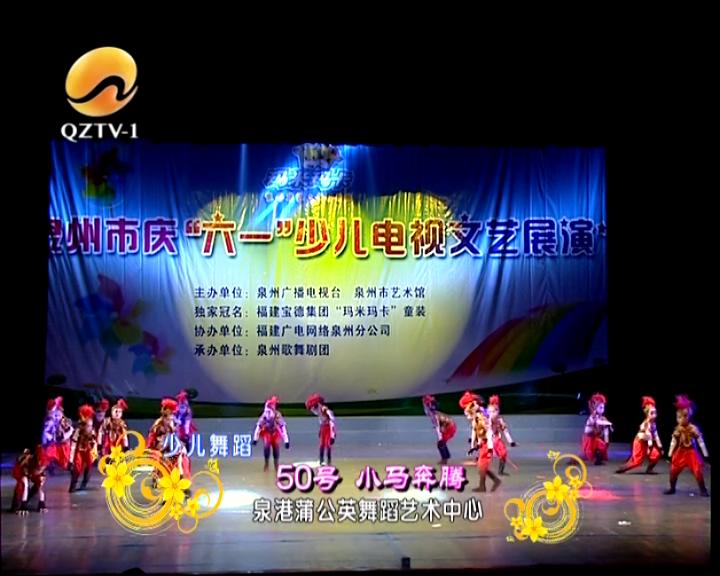 QZTV-1
泉州市庆“六一”少儿电视文艺展演
主办单位：泉州广播电视台 泉州市艺术馆
独家冠名：福建宝德集团“玛米玛卡”童装
协办单位：福建广电网络泉州分公司
承办单位：泉州歌舞剧团
少儿舞蹈
50号 小马奔腾
泉港蒲公英舞蹈艺术中心